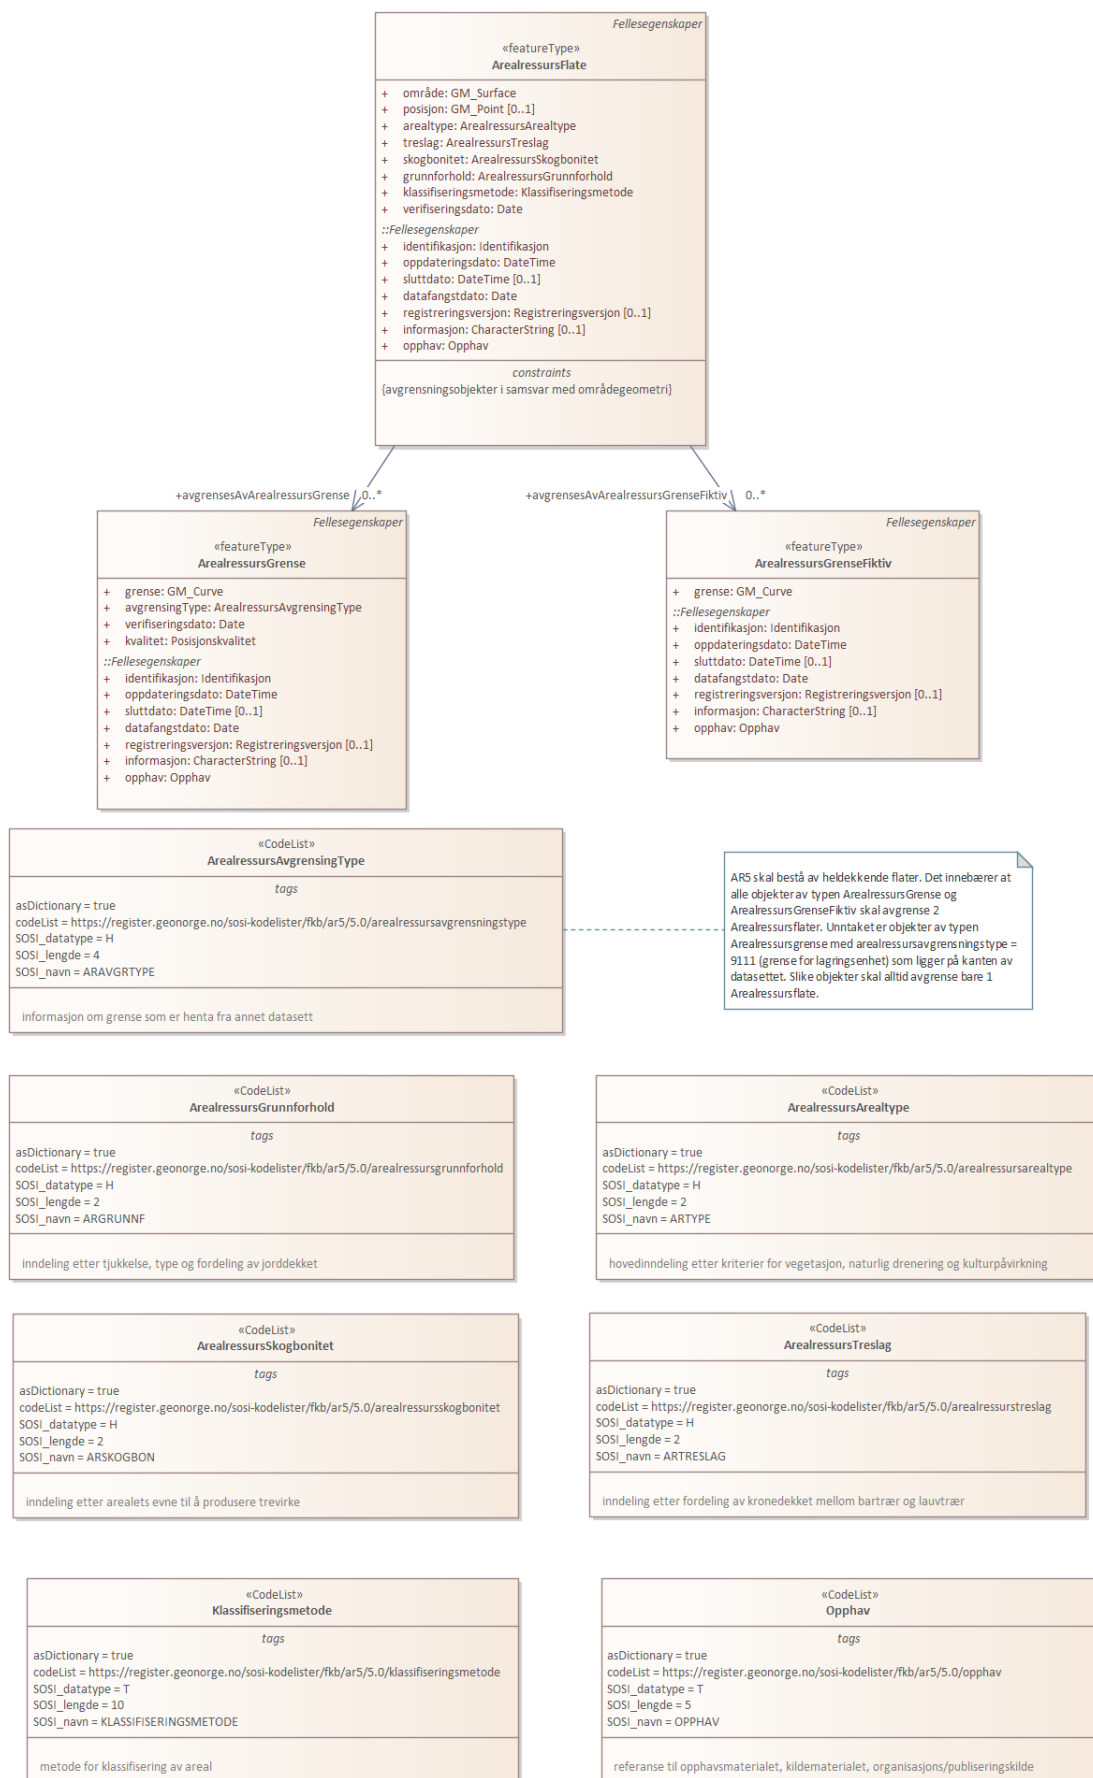 Fellesegenskaper
«featureType»
ArealressursFlate
+ område: GM_Surface
+ posisjon: GM_Point [0..1]
+ arealtype: ArealressursArealtype
+ treslag: ArealressursTreslag
+ skogbonitet: ArealressursSkogbonitet
+ grunnforhold: ArealressursGrunnforhold
+ klassifiseringsmetode: Klassifiseringsmetode
+ verifiseringsdato: Date
::Fellesegenskaper
+ identifikasjon: Identifikasjon
+ oppdateringsdato: DateTime
+ sluttdato: DateTime [0..1]
+ datafangstdato: Date
+ registreringsversjon: Registreringsversjon [0..1]
+ informasjon: CharacterString [0..1]
+ opphav: Opphav
constraints
{avgrensningsobjekter i samsvar med områdegeometri}
+avgrensesAvArealressursGrense 0..*
+avgrensesAvArealressursGrenseFiktiv 0..*
Fellesegenskaper
«featureType»
ArealressursGrense
+ grense: GM_Curve
+ avgrensingType: ArealressursAvgrensingType
+ verifiseringsdato: Date
+ kvalitet: Posisjonskvalitet
::Fellesegenskaper
+ identifikasjon: Identifikasjon
+ oppdateringsdato: DateTime
+ sluttdato: DateTime [0..1]
+ datafangstdato: Date
+ registreringsversjon: Registreringsversjon [0..1]
+ informasjon: CharacterString [0..1]
+ opphav: Opphav
Fellesegenskaper
«featureType»
ArealressursGrenseFiktiv
+ grense: GM_Curve
::Fellesegenskaper
+ identifikasjon: Identifikasjon
+ oppdateringsdato: DateTime
+ sluttdato: DateTime [0..1]
+ datafangstdato: Date
+ registreringsversjon: Registreringsversjon [0..1]
+ informasjon: CharacterString [0..1]
+ opphav: Opphav
«CodeList»
ArealressursAvgrensingType
tags
asDictionary = true
codeList = https://register.geonorge.no/sosi-kodelister/fkb/ar5/5.0/arealressursavgrensningstype
SOSI_datatype = H
SOSI_lengde = 4
SOSI_navn = ARAVGRTYPE
informasjon om grense som er henta fra annet datasett
AR5 skal bestå av heldekkende flater. Det innebærer at
alle objekter av typen ArealressursGrense og
ArealressursGrenseFiktiv skal avgrense 2
Arealressursflater. Unntaket er objekter av typen
Arealressursgrense med arealressursavgrensningstype =
9111 (grense for lagringsenhet) som ligger på kanten av
datasettet. Slike objekter skal alltid avgrense bare 1
Arealressursflate.
«CodeList»
ArealressursGrunnforhold
tags
asDictionary = true
codeList = https://register.geonorge.no/sosi-kodelister/fkb/ar5/5.0/arealressursgrunnforhold
SOSI_datatype = H
SOSI_lengde = 2
SOSI_navn = ARGRUNNF
inndeling etter tjukkelse, type og fordeling av jorddekket
«CodeList»
ArealressursArealtype
tags
asDictionary = true
codeList = https://register.geonorge.no/sosi-kodelister/fkb/ar5/5.0/arealressursarealtype
SOSI_datatype = H
SOSI_lengde = 2
SOSI_navn = ARTYPE
hovedinndeling etter kriterier for vegetasjon, naturlig drenering og kulturpåvirkning
«CodeList»
ArealressursSkogbonitet
tags
asDictionary = true
codeList = https://register.geonorge.no/sosi-kodelister/fkb/ar5/5.0/arealressursskogbonitet
SOSI_datatype = H
SOSI_lengde = 2
SOSI_navn = ARSKOGBON
inndeling etter arealets evne til å produsere trevirke
«CodeList»
ArealressursTreslag
tags
asDictionary = true
codeList = https://register.geonorge.no/sosi-kodelister/fkb/ar5/5.0/arealressurstreslag
SOSI_datatype = H
SOSI_lengde = 2
SOSI_navn = ARTRESLAG
inndeling etter fordeling av kronedekket mellom bartrær og lauvtrær
«CodeList»
Klassifiseringsmetode
tags
asDictionary = true
codeList = https://register.geonorge.no/sosi-kodelister/fkb/ar5/5.0/klassifiseringsmetode
SOSI_datatype = T
SOSI_lengde = 10
SOSI_navn = KLASSIFISERINGSMETODE
metode for klassifisering av areal
«CodeList»
Opphav
tags
asDictionary = true
codeList = https://register.geonorge.no/sosi-kodelister/fkb/ar5/5.0/opphav
SOSI_datatype = T
SOSI_lengde = 5
SOSI_navn = OPPHAV
referanse til opphavsmaterialet, kildematerialet, organisasjons/publiseringskilde